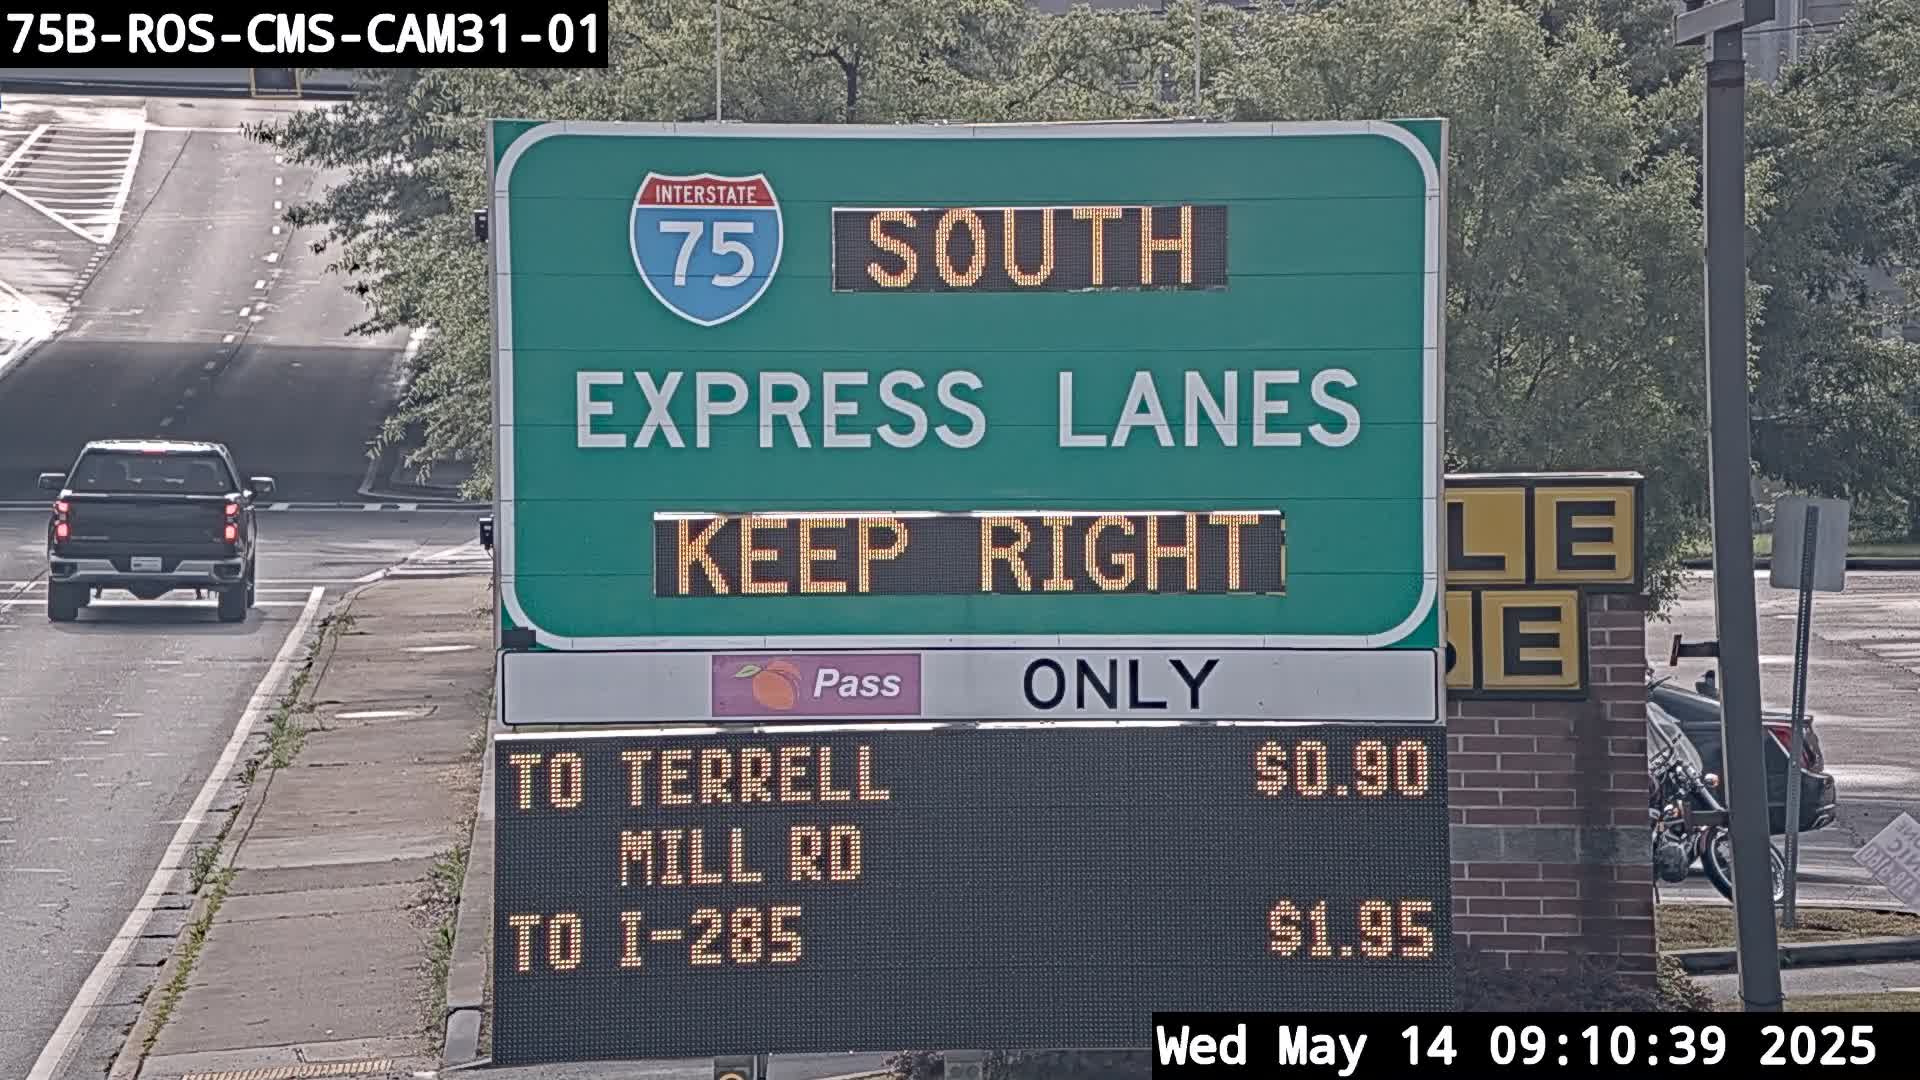 75B-ROS-CMS-CAM31-01
INTERSTATE
75
SOUTH
EXPRESS LANES
KEEP RIGHT
Pass ONLY
TO TERRELL $0.90
MILL RD
TO I-285 $1.95
LE
E
Wed May 14 09:10:39 2025